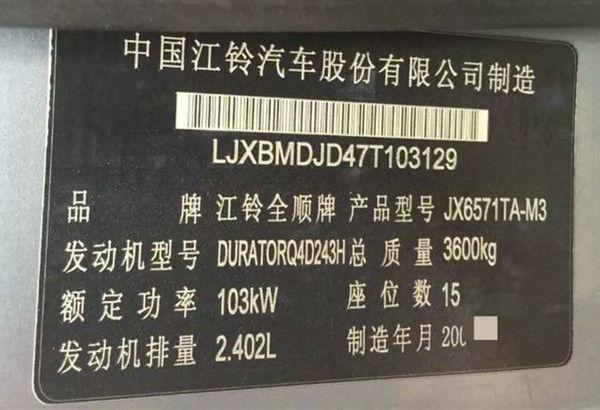 中国江铃汽车股份有限公司制造
LJXBMDJD47T103129
品 牌 江铃全顺牌 产品型号 JX6571TA-M3
发动机型号 DURATORQ4D243H 总质量 3600kg
额定功率 103kW 座位数 15
发动机排量 2.402L 制造年月 200